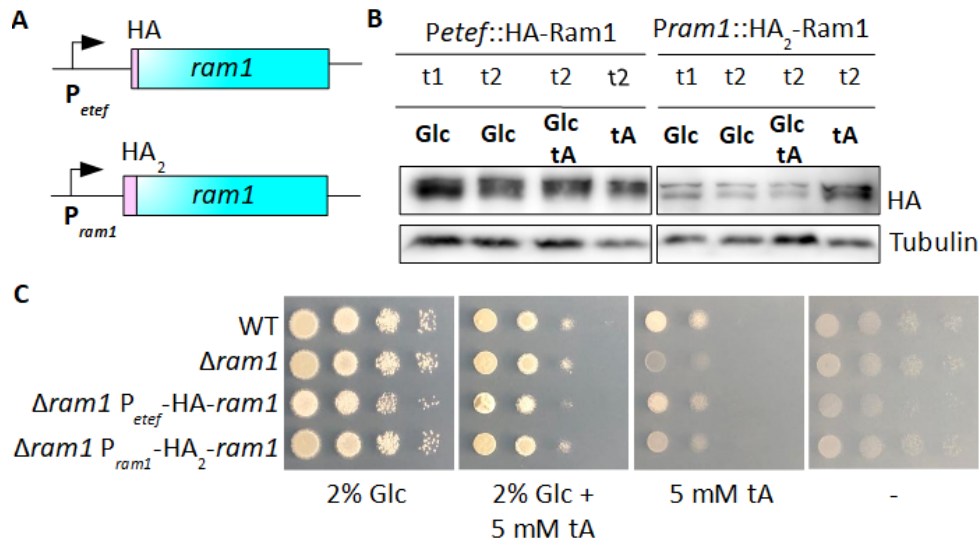 A
HA
ram1
P etef
HA2
ram1
P ram1
B
Petef::HA-Ram1
Pram1::HA2-Ram1
t1 t2 t2 t2 t1 t2 t2 t2
Glc Glc Glc tA tA Glc Glc Glc tA tA
HA
Tubulin
C
WT
Δram1
Δram1 Petef-HA-ram1
Δram1 Pram1-HA2-ram1
2% Glc
2% Glc + 5 mM tA
5 mM tA
-